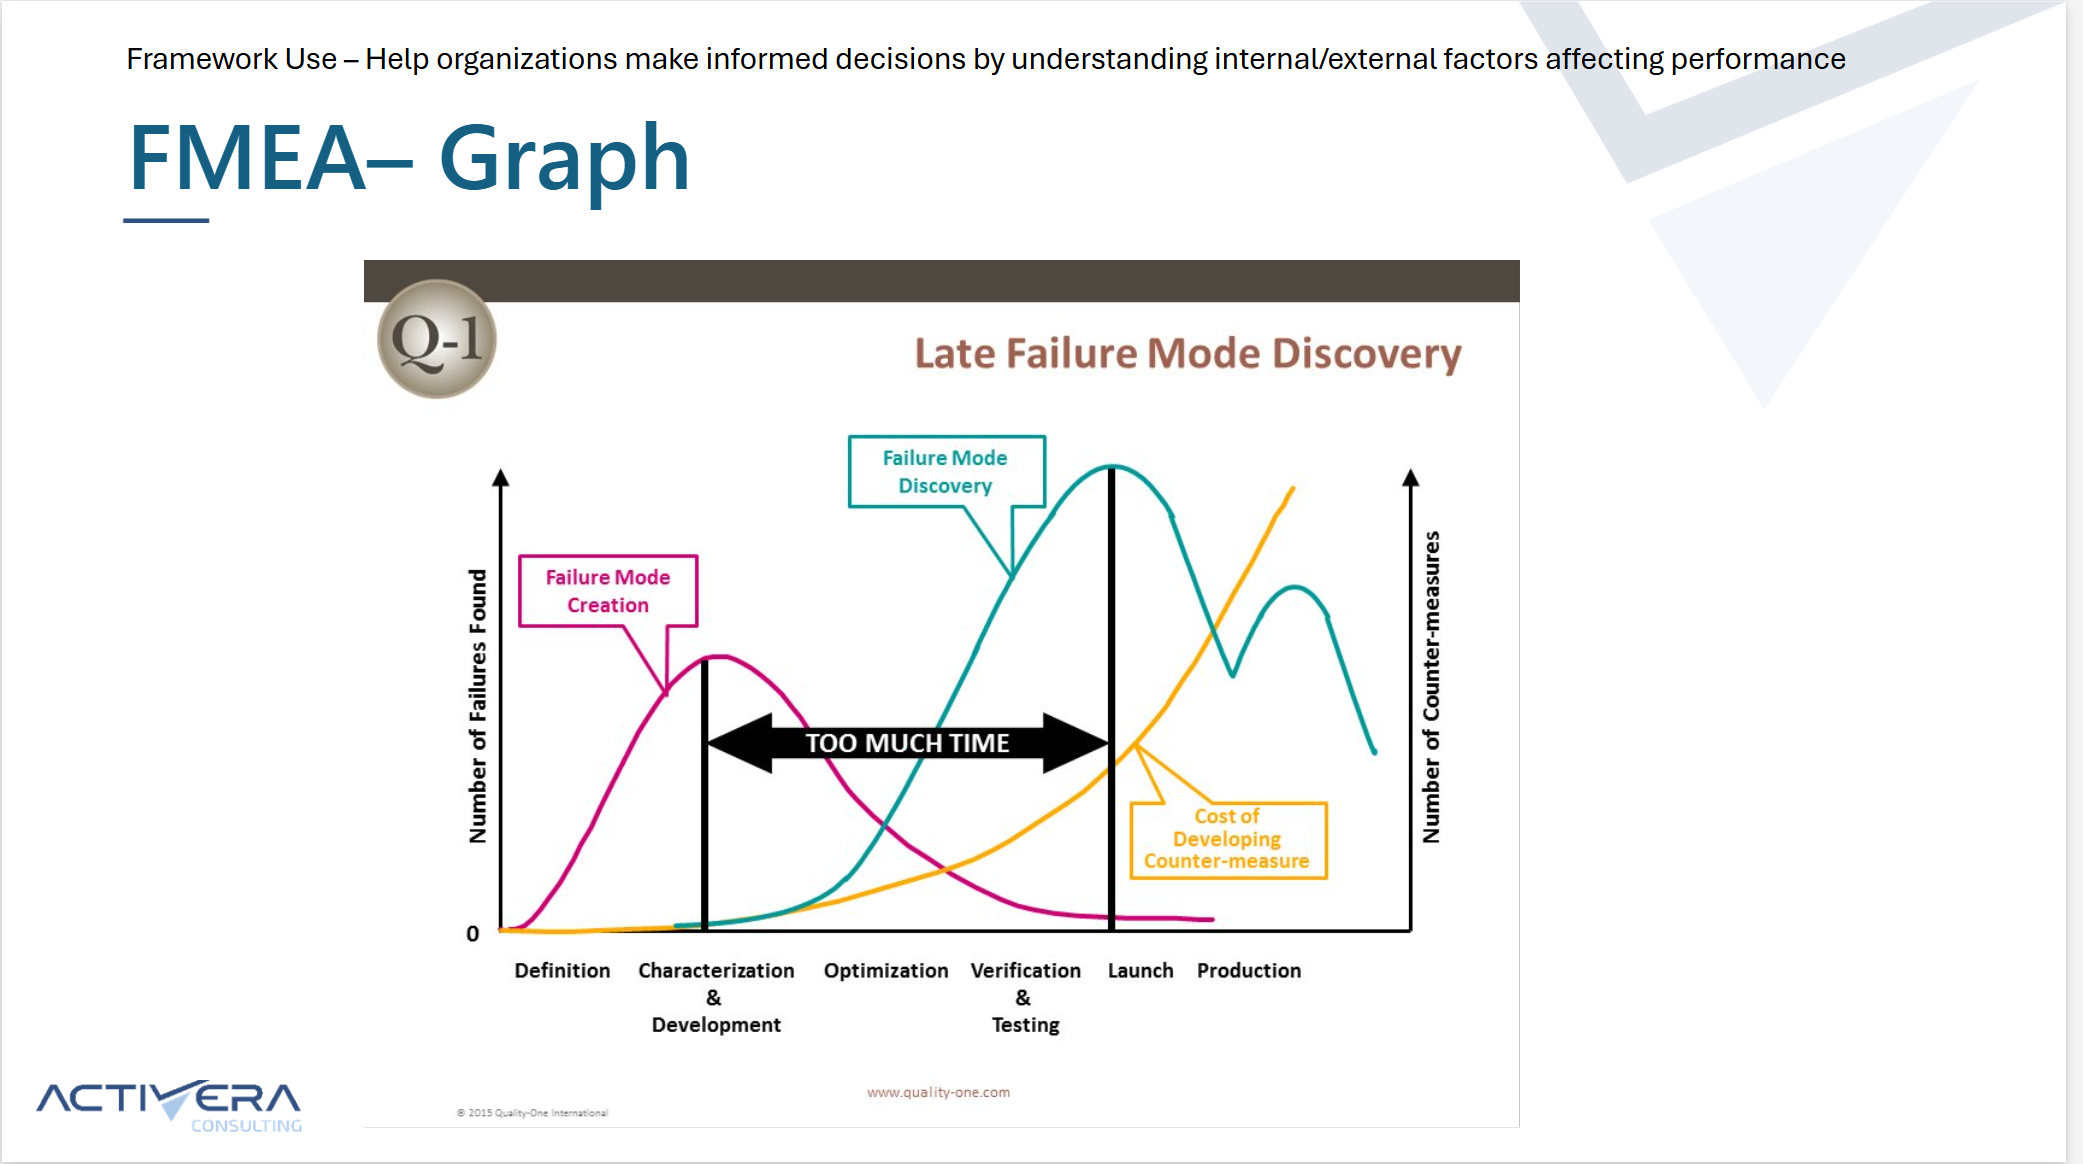 Framework Use – Help organizations make informed decisions by understanding internal/external factors affecting performance
FMEA– Graph
Q-1
Late Failure Mode Discovery
Failure Mode
Discovery
Failure Mode
Creation
Number of Failures Found
TOO MUCH TIME
Number of Counter-measures
Cost of
Developing
Counter-measure
0
Definition
Characterization
&
Development
Optimization
Verification
&
Testing
Launch
Production
www.quality-one.com
© 2015 Quality-One International
ACTIVERA
CONSULTING